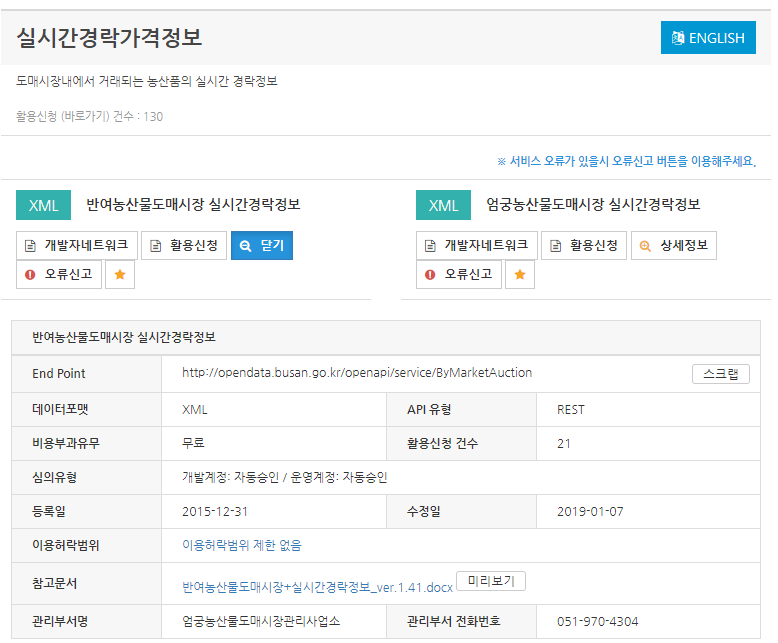 실시간경락가격정보
ENGLISH
도매시장내에서 거래되는 농산품의 실시간 경락정보
활용신청 (바로가기) 건수 : 130
※ 서비스 오류가 있을시 오류신고 버튼을 이용해주세요.
XML 반여농산물도매시장 실시간경락정보
개발자네트워크 활용신청 닫기
오류신고
XML 엄궁농산물도매시장 실시간경락정보
개발자네트워크 활용신청 상세정보
오류신고
반여농산물도매시장 실시간경락정보
End Point http://opendata.busan.go.kr/openapi/service/ByMarketAuction 스크랩
데이터포맷 XML API 유형 REST
비용부과유무 무료 활용신청 건수 21
심의유형 개발계정: 자동승인 / 운영계정: 자동승인
등록일 2015-12-31 수정일 2019-01-07
이용허락범위 이용허락범위 제한 없음
참고문서 반여농산물도매시장+실시간경락정보_ver.1.41.docx 미리보기
관리부서명 엄궁농산물도매시장관리사업소 관리부서 전화번호 051-970-4304